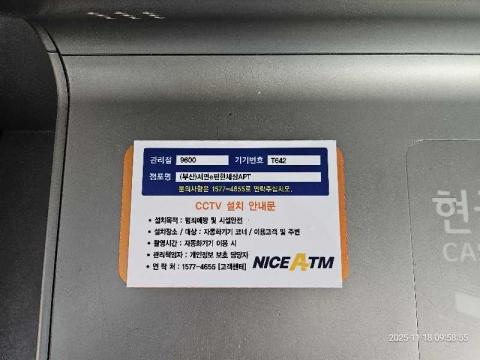 관리점 9600 기기번호 T642
점포명 (부산)서면e편한세상APT
문의사항은 1577-4655로 연락주십시오.
CCTV 설치 안내문
• 설치목적 : 범죄예방 및 시설안전
• 설치장소 / 대상 : 자동화기기 코너 / 이용고객 및 주변
• 촬영시간 : 자동화기기 이용 시
• 관리책임자 : 개인정보 보호 담당자
• 연 락 처 : 1577-4655 [고객센터]
NICE ATM
현
CA
2025-11-18 09:58:55